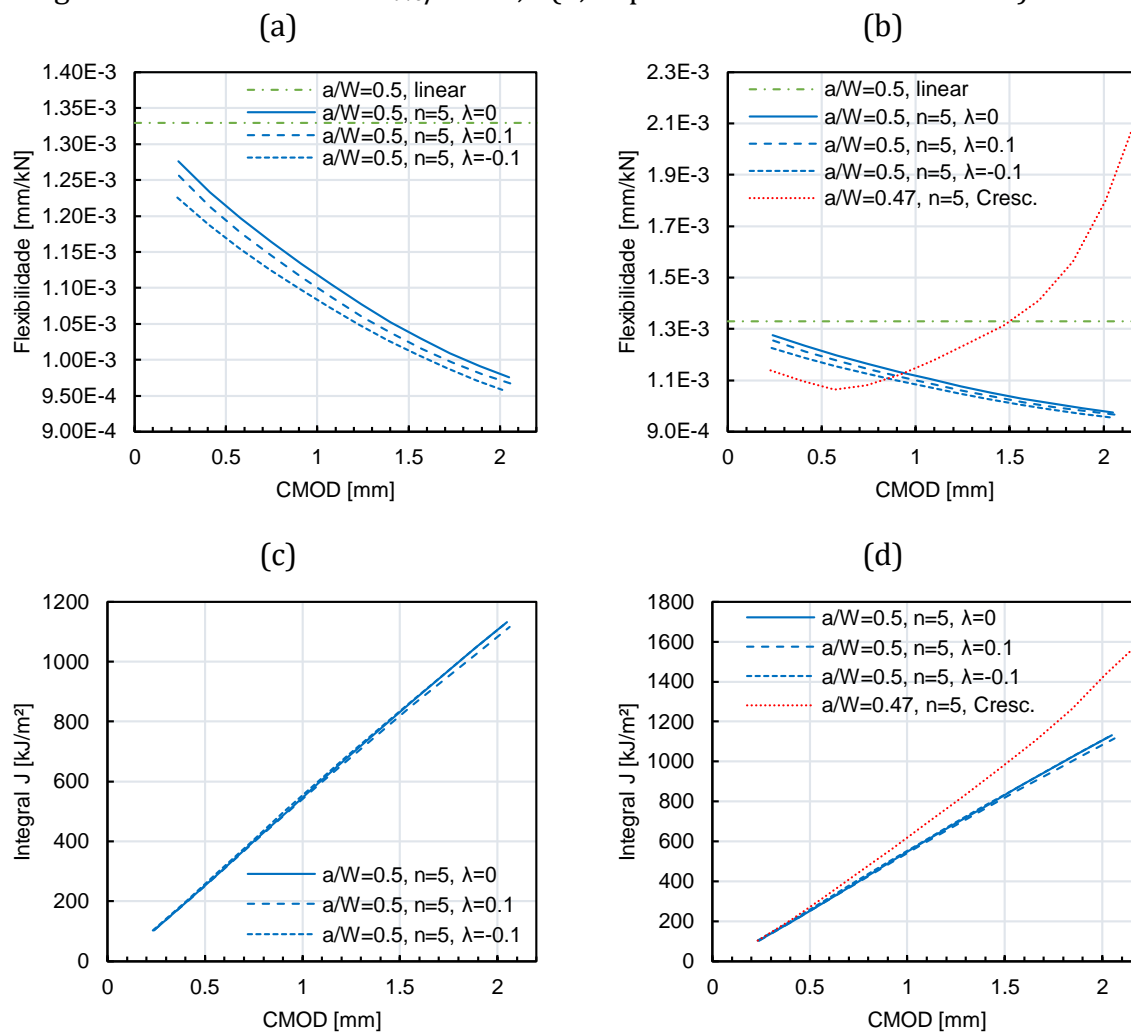 (a)
Flexibilidade [mm/kN]
1.40E-3
1.35E-3
1.30E-3
1.25E-3
1.20E-3
1.15E-3
1.10E-3
1.05E-3
1.00E-3
9.50E-4
9.00E-4
a/W=0.5, linear
a/W=0.5, n=5, λ=0
a/W=0.5, n=5, λ=0.1
a/W=0.5, n=5, λ=-0.1
0 0.5 1 1.5 2
CMOD [mm]
(b)
Flexibilidade [mm/kN]
2.3E-3
2.1E-3
1.9E-3
1.7E-3
1.5E-3
1.3E-3
1.1E-3
9.0E-4
a/W=0.5, linear
a/W=0.5, n=5, λ=0
a/W=0.5, n=5, λ=0.1
a/W=0.5, n=5, λ=-0.1
a/W=0.47, n=5, Cresc.
0 0.5 1 1.5 2
CMOD [mm]
(c)
Integral J [kJ/m²]
1200
1000
800
600
400
200
0
a/W=0.5, n=5, λ=0
a/W=0.5, n=5, λ=0.1
a/W=0.5, n=5, λ=-0.1
0 0.5 1 1.5 2
CMOD [mm]
(d)
Integral J [kJ/m²]
1800
1600
1400
1200
1000
800
600
400
200
0
a/W=0.5, n=5, λ=0
a/W=0.5, n=5, λ=0.1
a/W=0.5, n=5, λ=-0.1
a/W=0.47, n=5, Cresc.
0 0.5 1 1.5 2
CMOD [mm]